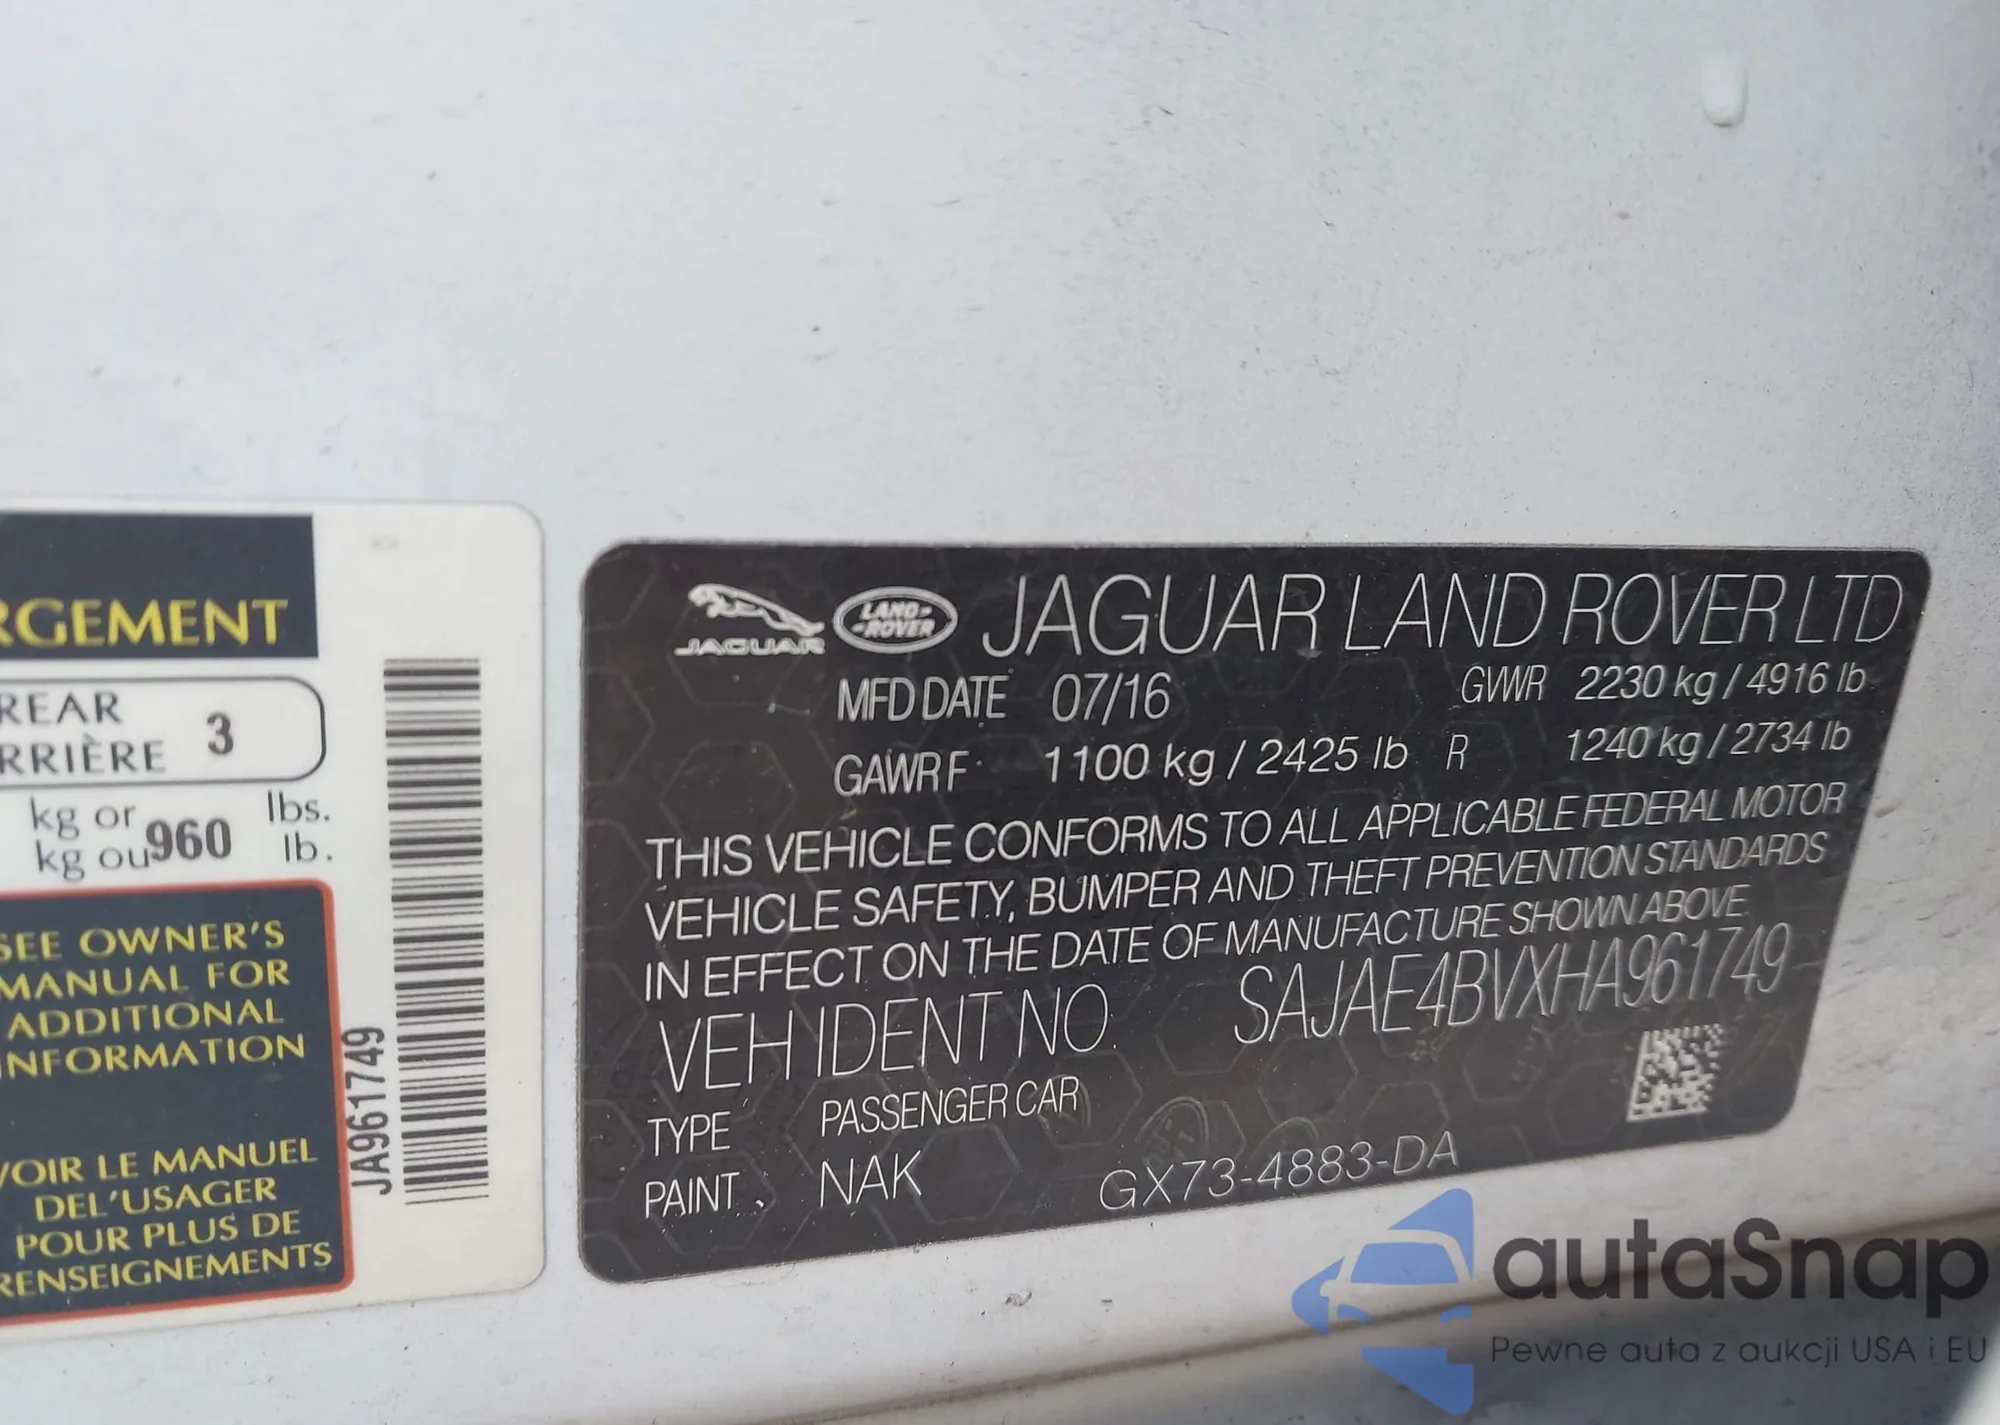 RGEMENT
REAR
RRIÈRE 3
kg or 960 lbs.
kg ou lb.
SEE OWNER'S
MANUAL FOR
ADDITIONAL
INFORMATION
VOIR LE MANUEL
DEL'USAGER
POUR PLUS DE
RENSEIGNEMENTS
JA961749
JAGUAR LAND-ROVER JAGUAR LAND ROVER LTD
MFD DATE 07/16 GVWR 2230 kg / 4916 lb
GAWR F 1100 kg / 2425 lb R 1240 kg / 2734 lb
THIS VEHICLE CONFORMS TO ALL APPLICABLE FEDERAL MOTOR
VEHICLE SAFETY, BUMPER AND THEFT PREVENTION STANDARDS
IN EFFECT ON THE DATE OF MANUFACTURE SHOWN ABOVE
VEH IDENT NO. SAJAE4BVXHA961749
TYPE PASSENGER CAR
PAINT NAK GX73-4883-DA
autaSnap
Pewne auta z aukcji USA i EU